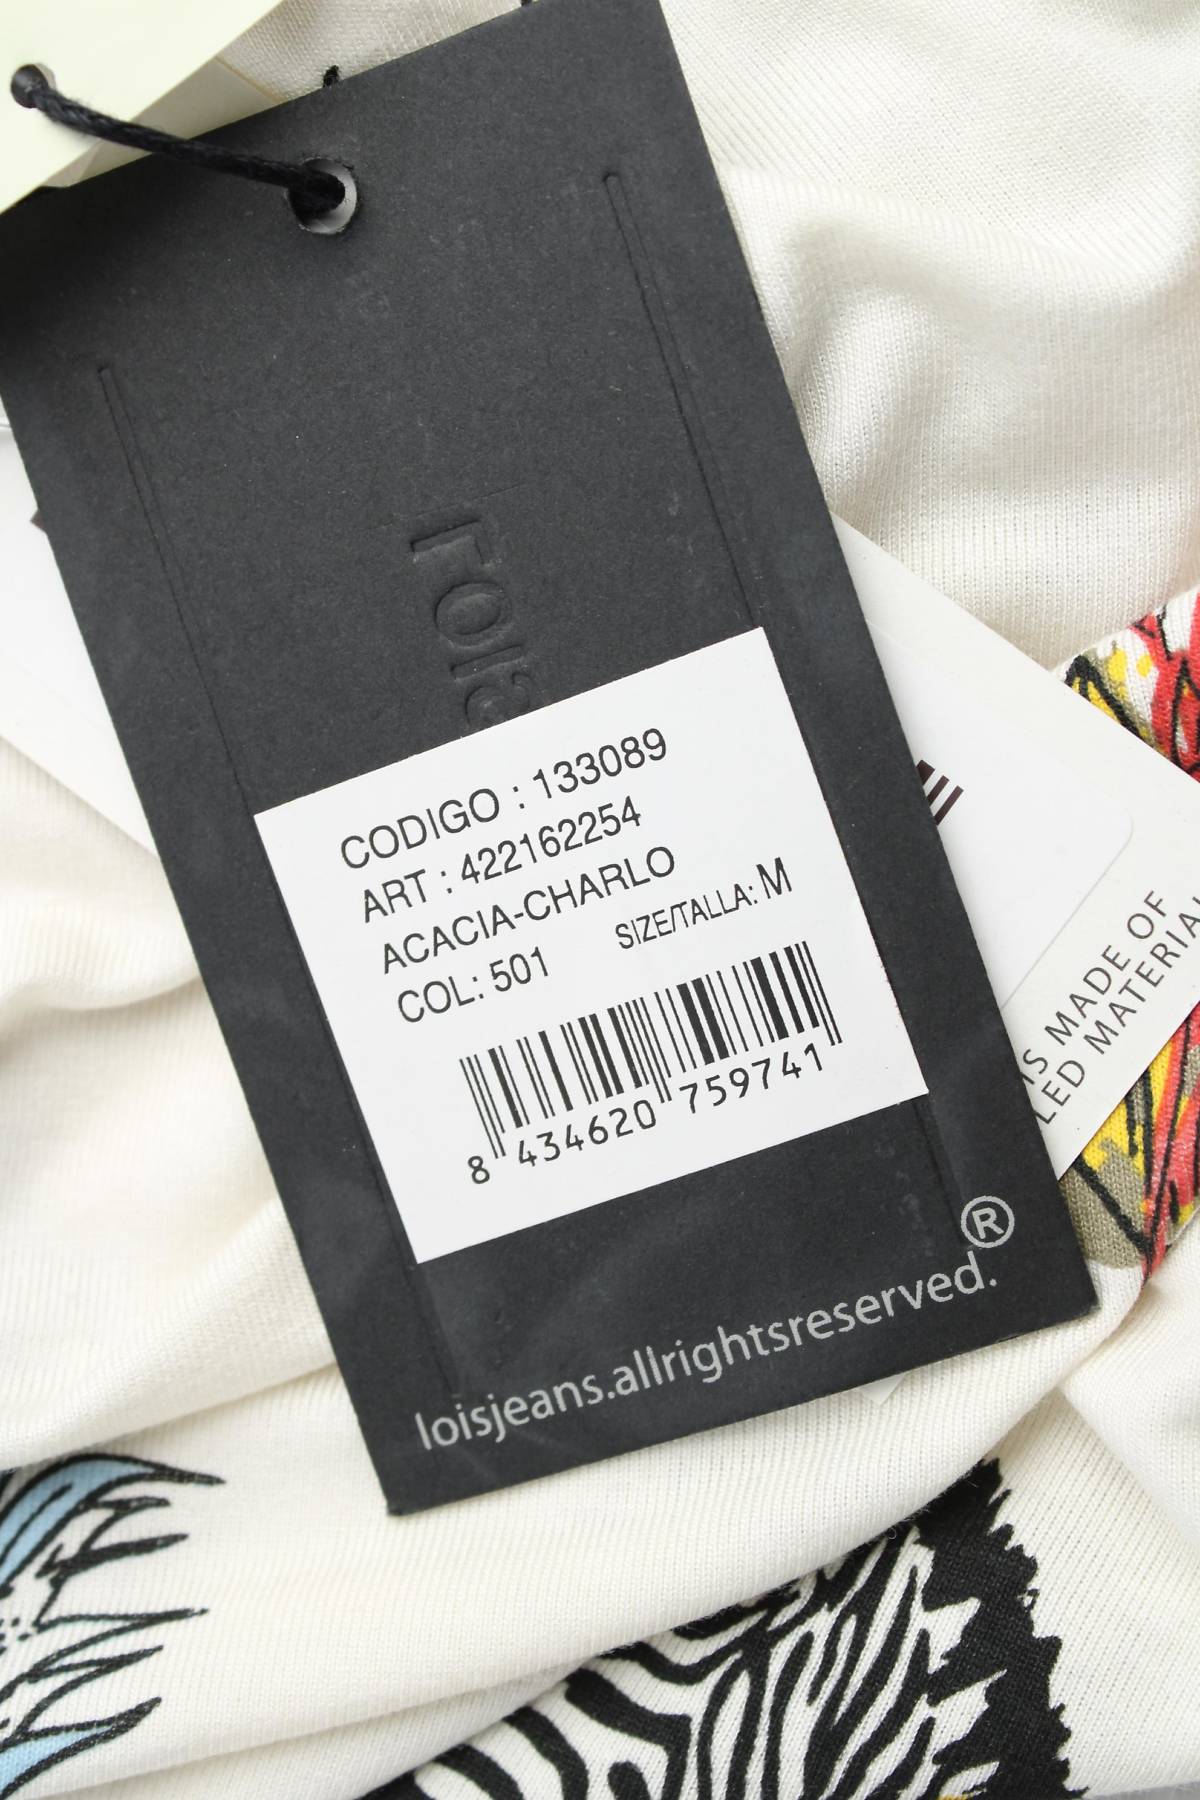 lois
CODIGO : 133089
ART : 422162254
ACACIA-CHARLO
COL: 501 SIZE/TALLA: M
8 434620 759741
loisjeans.allrightsreserved.®
IS MADE OF
LED MATERIAL